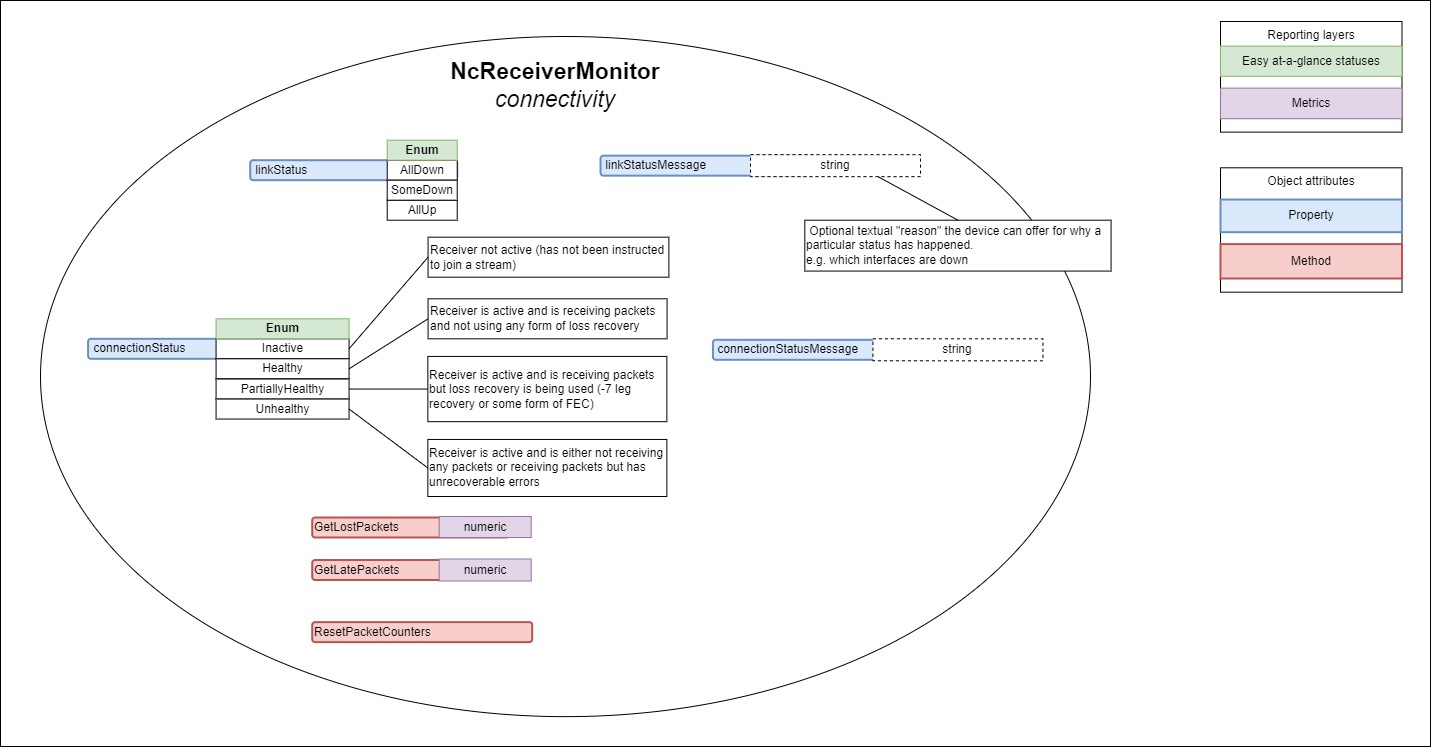 NcReceiverMonitor
connectivity
Reporting layers
Easy at-a-glance statuses
Metrics
Object attributes
Property
Method
linkStatus
Enum
AllDown
SomeDown
AllUp
linkStatusMessage
string
Optional textual "reason" the device can offer for why a
particular status has happened.
e.g. which interfaces are down
connectionStatus
Enum
Inactive
Healthy
PartiallyHealthy
Unhealthy
Receiver not active (has not been instructed
to join a stream)
Receiver is active and is receiving packets
and not using any form of loss recovery
Receiver is active and is receiving packets
but loss recovery is being used (-7 leg
recovery or some form of FEC)
Receiver is active and is either not receiving
any packets or receiving packets but has
unrecoverable errors
connectionStatusMessage
string
GetLostPackets
numeric
GetLatePackets
numeric
ResetPacketCounters